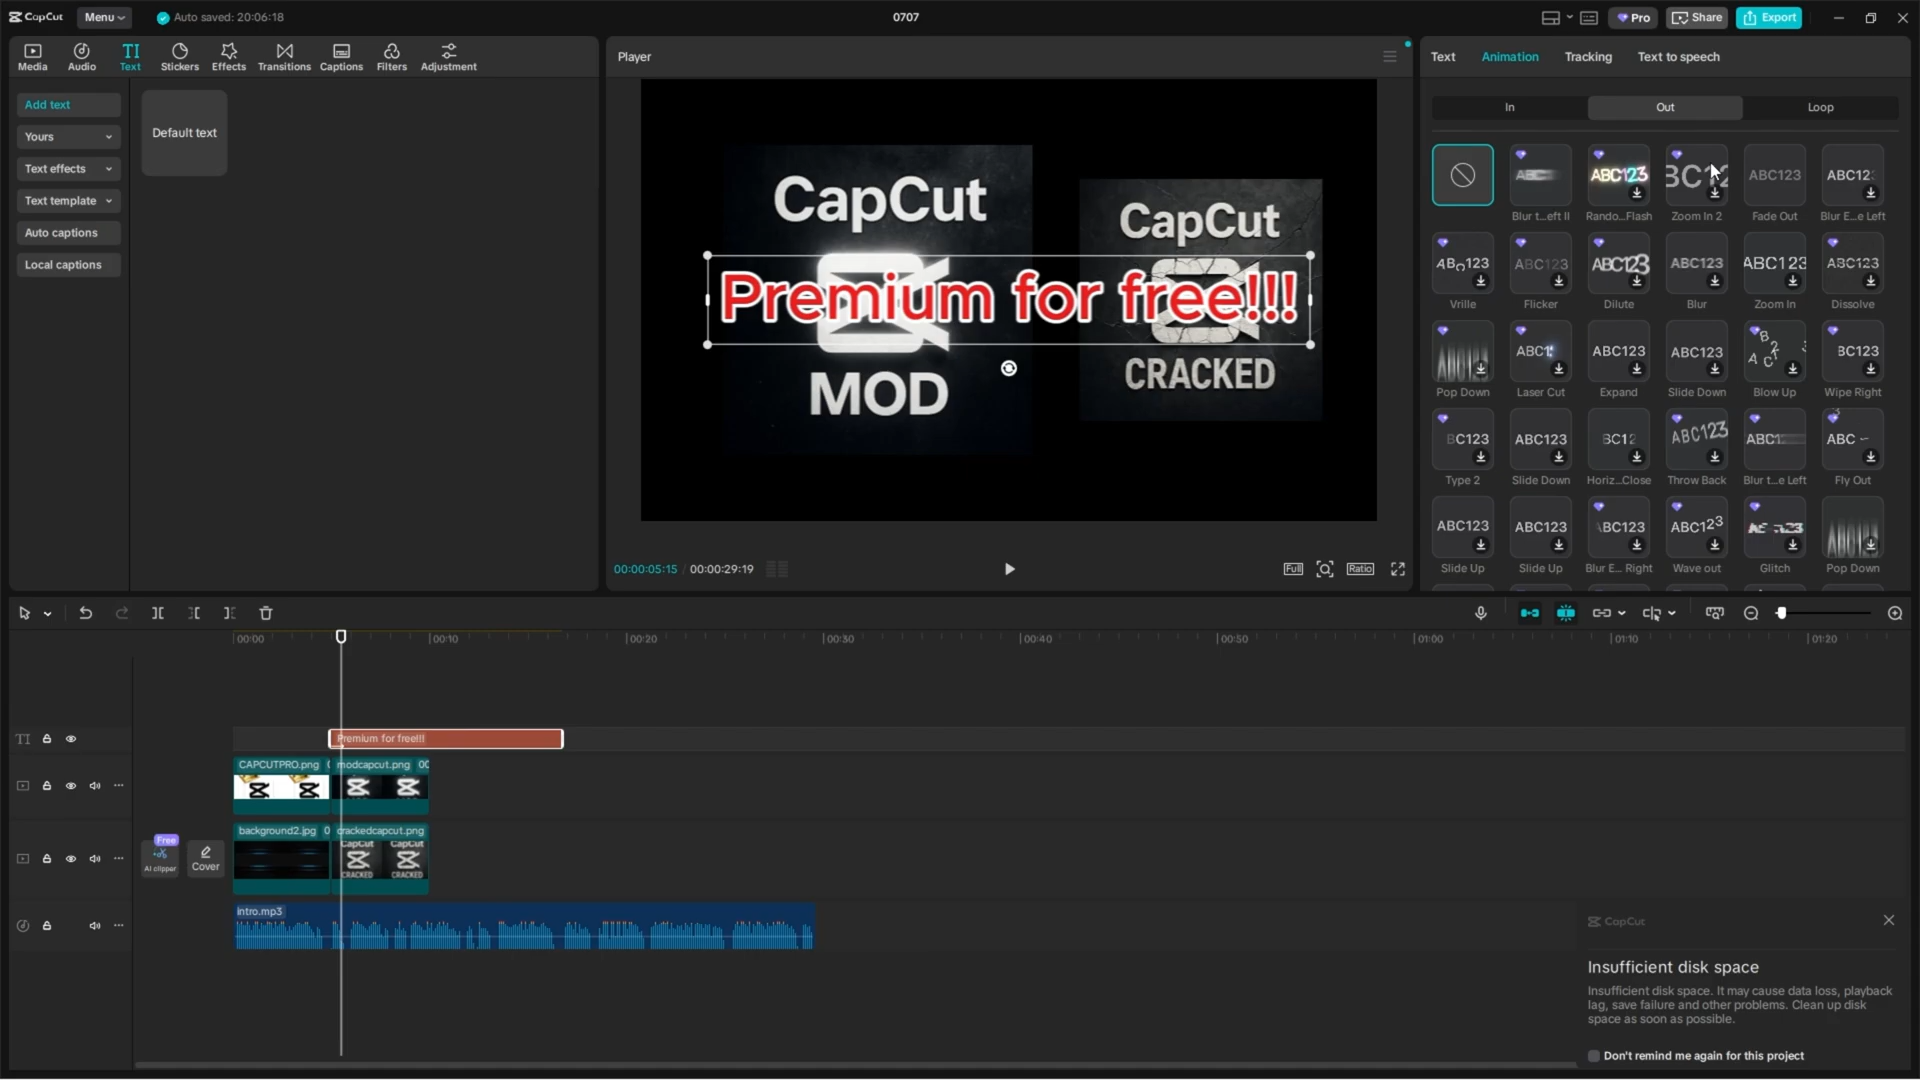 CapCut
Menu
Auto saved: 20:06:18
0707
Pro
Share
Export
Media
Audio
TI
Text
Stickers
Effects
Transitions
Captions
Filters
Adjustment
Add text
Yours
Text effects
Text template
Auto captions
Local captions
Default text
Player
CapCut
MOD
CapCut
CRACKED
Premium for free!!!
00:00:05:15 / 00:00:29:19
Full
Ratio
Text
Animation
Tracking
Text to speech
In
Out
Loop
Blur t...eft II
Rando...Flash
Zoom In 2
Fade Out
Blur E...e Left
Vrille
Flicker
Dilute
Blur
Zoom In
Dissolve
Pop Down
Laser Cut
Expand
Slide Down
Blow Up
Wipe Right
Type 2
Slide Down
Horiz...Close
Throw Back
Blur t...e Left
Fly Out
Slide Up
Slide Up
Blur E... Right
Wave out
Glitch
Pop Down
00:00
00:10
00:20
00:30
00:40
00:50
01:00
01:10
01:20
TI
Premium for free!!!
CAPCUTPRO.png
modcapcut.png
00
background2.jpg
0
crackedcapcut.png
CapCut CapCut
CRACKED CRACKED
Free
AI clipper
Cover
intro.mp3
CapCut
Insufficient disk space
Insufficient disk space. It may cause data loss, playback
lag, save failure and other problems. Clean up disk
space as soon as possible.
Don't remind me again for this project